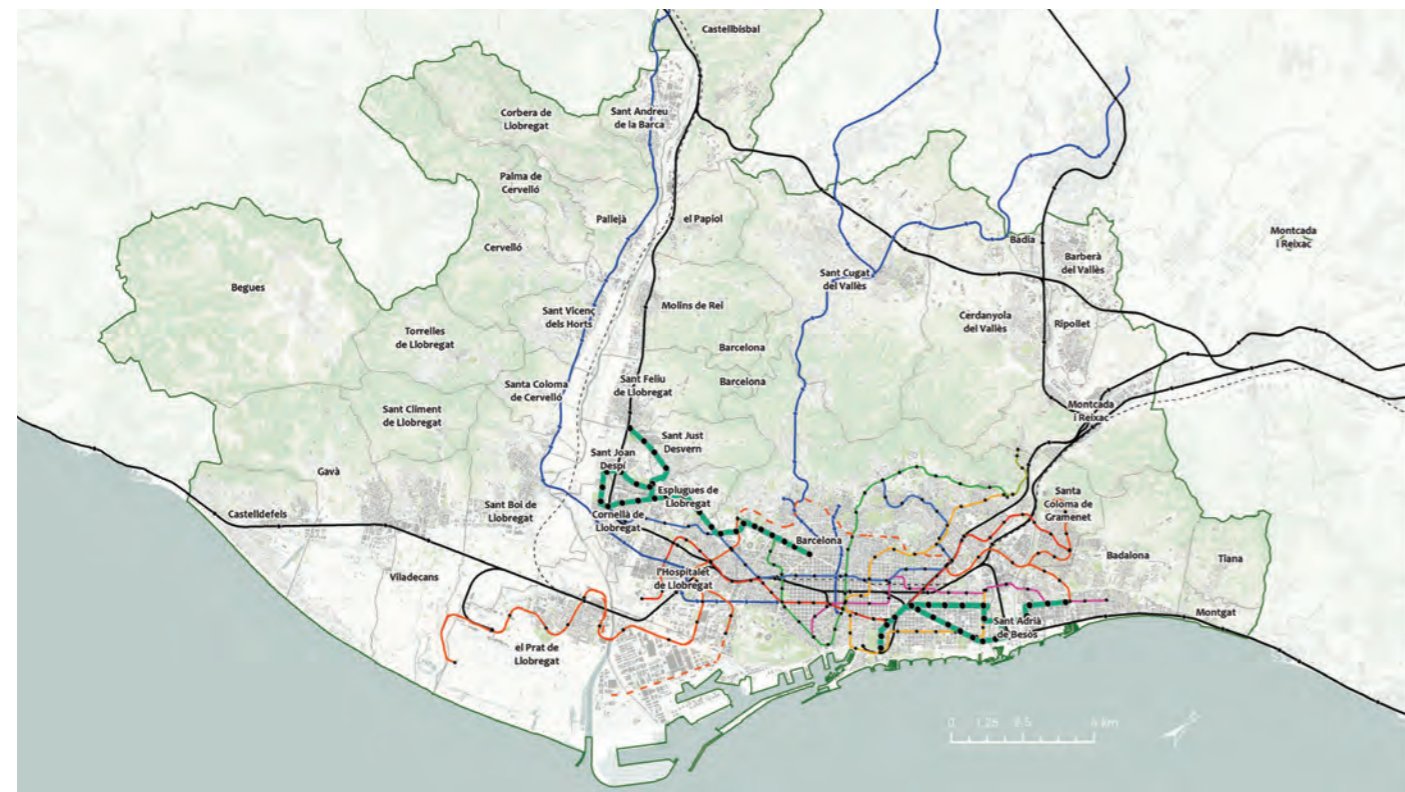 Castellbisbal
Corbera de
Llobregat
Sant Andreu
de la Barca
Palma de
Cervelló
Pallejà
el Papiol
Cervelló
Montcada
i Reixac
Badia
Barberà
del Vallès
Sant Cugat
del Vallès
Begues
Sant Vicenç
dels Horts
Molins de Rei
Cerdanyola
del Vallès
Ripollet
Torrelles
de Llobregat
Barcelona
Barcelona
Santa Coloma
de Cervelló
Sant Feliu
de Llobregat
Sant Climent
de Llobregat
Montcada
i Reixac
Sant Just
Desvern
Sant Joan
Despí
Gavà
Esplugues de
Llobregat
Santa
Coloma de
Gramenet
Castelldefels
Sant Boi de
Llobregat
Cornellà de
Llobregat
Barcelona
Badalona
Tiana
Viladecans
l'Hospitalet
de Llobregat
Montgat
Sant Adrià
de Besòs
el Prat de
Llobregat
0 1,25 2,5
km